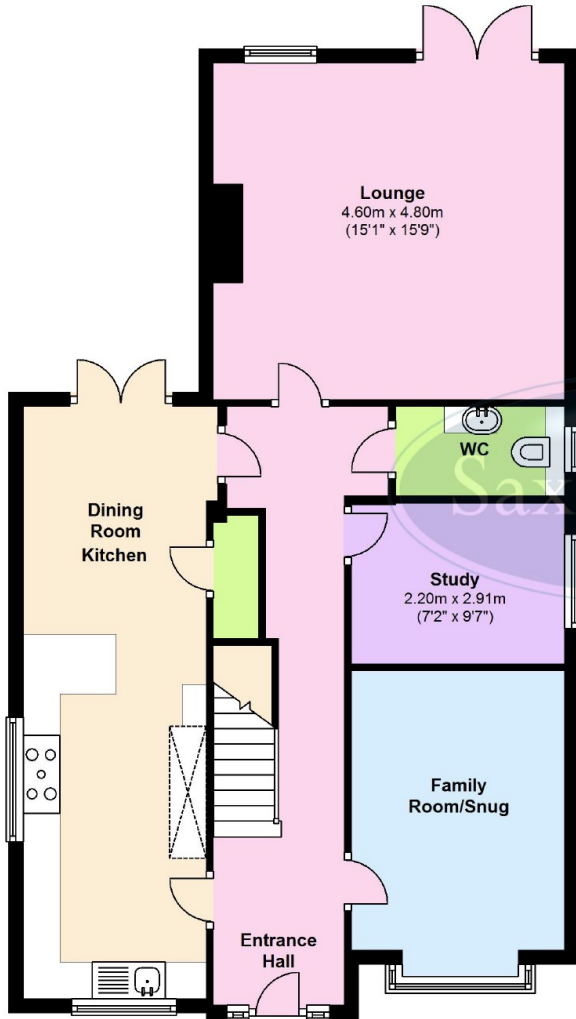 Lounge
4.60m x 4.80m
(15'1" x 15'9")
WC
Dining
Room
Kitchen
Study
2.20m x 2.91m
(7'2" x 9'7")
Family
Room/Snug
Entrance
Hall